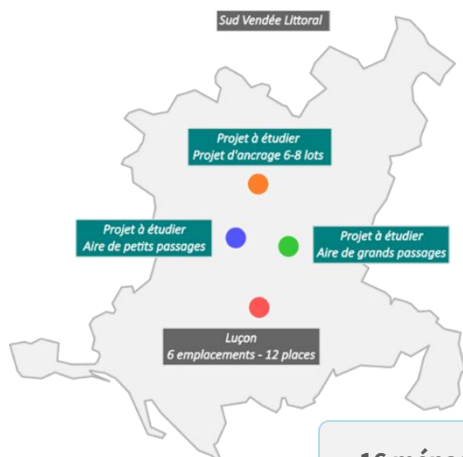 Sud Vendée Littoral
Projet à étudier
Projet d'ancrage 6-8 lots
Projet à étudier
Aire de petits passages
Projet à étudier
Aire de grands passages
Luçon
6 emplacements - 12 places